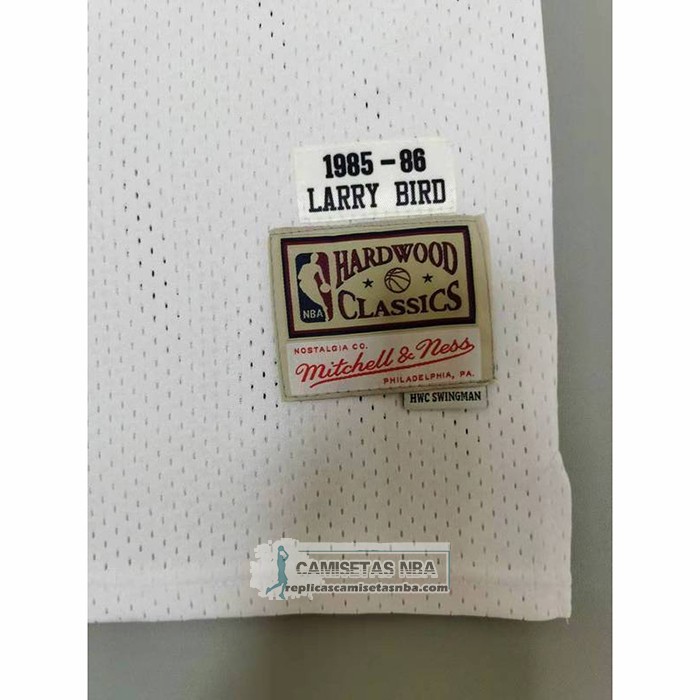 1985 - 86
LARRY BIRD
HARDWOOD
CLASSICS
NBA
NOSTALGIA CO.
Mitchell & Ness
PHILADELPHIA, PA.
HWC SWINGMAN
CAMISETAS NBA
replicascamisetasnba.com